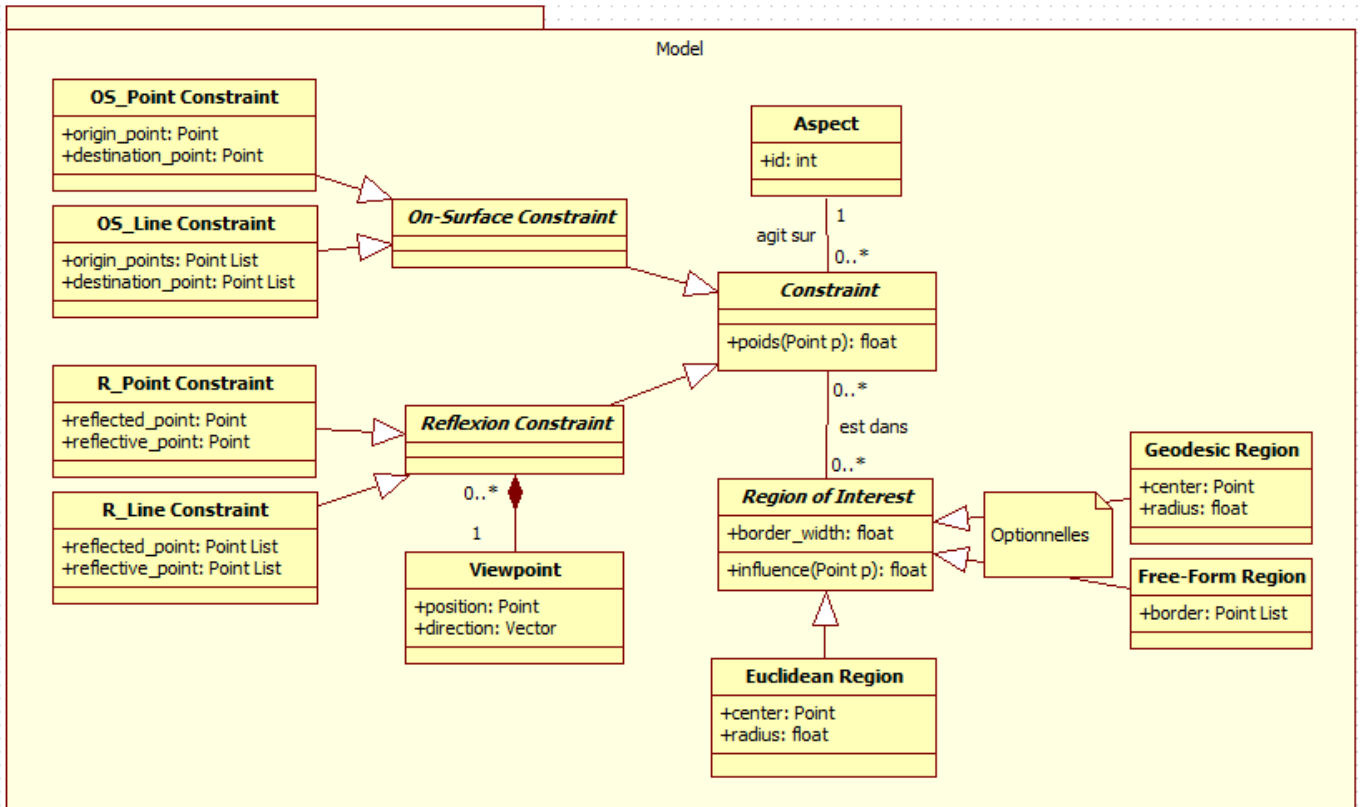 Model
OS_Point Constraint
+origin_point: Point
+destination_point: Point
OS_Line Constraint
+origin_points: Point List
+destination_point: Point List
On-Surface Constraint
Aspect
+id: int
1
agit sur
0..*
Constraint
+poids(Point p): float
R_Point Constraint
+reflected_point: Point
+reflective_point: Point
R_Line Constraint
+reflected_point: Point List
+reflective_point: Point List
Reflexion Constraint
0..*
1
Viewpoint
+position: Point
+direction: Vector
0..*
est dans
0..*
Region of Interest
+border_width: float
+influence(Point p): float
Optionnelles
Geodesic Region
+center: Point
+radius: float
Free-Form Region
+border: Point List
Euclidean Region
+center: Point
+radius: float